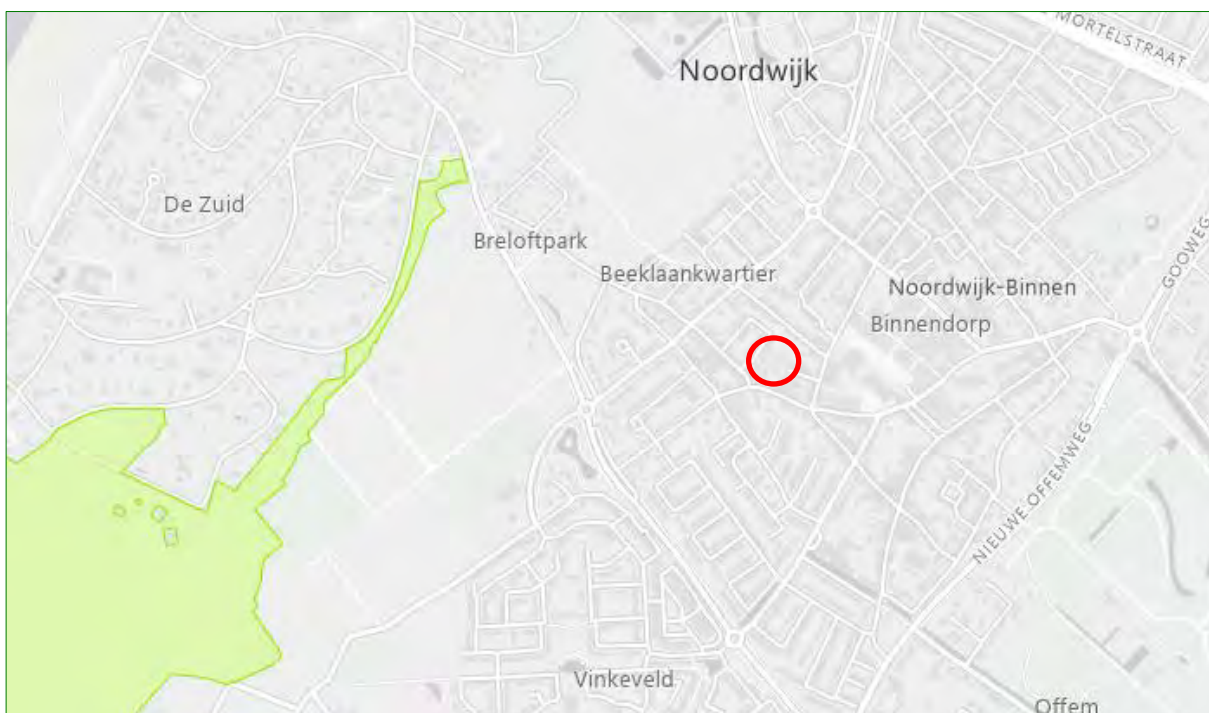 MORTELSTRAAT
Noordwijk
De Zuid
Breloftpark
Beeklaankwartier
GOOWEG
Noordwijk-Binnen
Binnendorp
NIEUWE OFFEMWEG
Vinkeveld
Offem